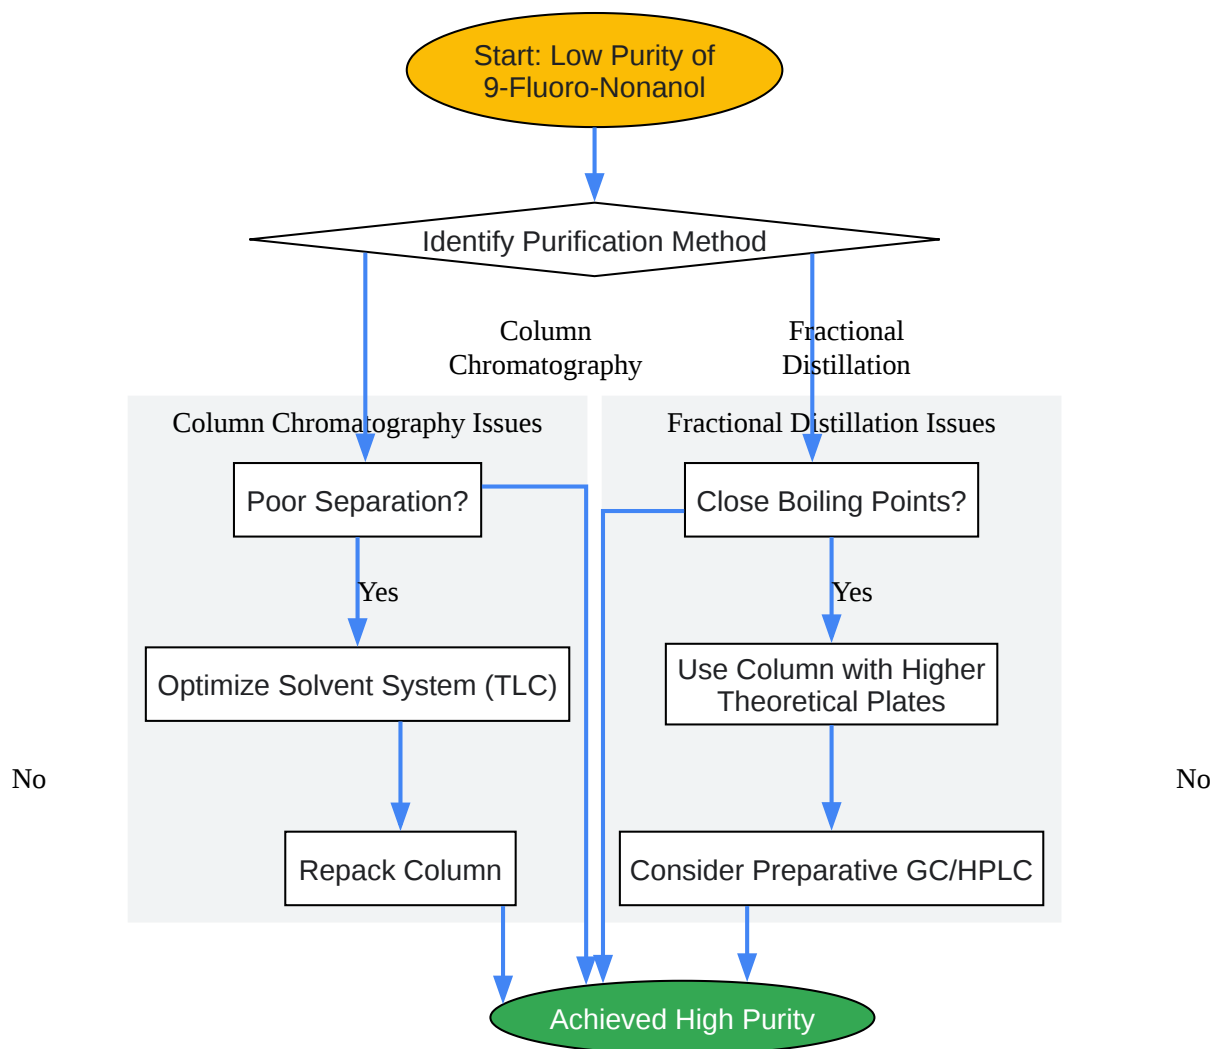 Start: Low Purity of
9-Fluoro-Nonanol
Identify Purification Method
Column
Chromatography
Fractional
Distillation
Column Chromatography Issues
Fractional Distillation Issues
Poor Separation?
Close Boiling Points?
Yes
Yes
Optimize Solvent System (TLC)
Use Column with Higher
Theoretical Plates
No
No
Repack Column
Consider Preparative GC/HPLC
Achieved High Purity